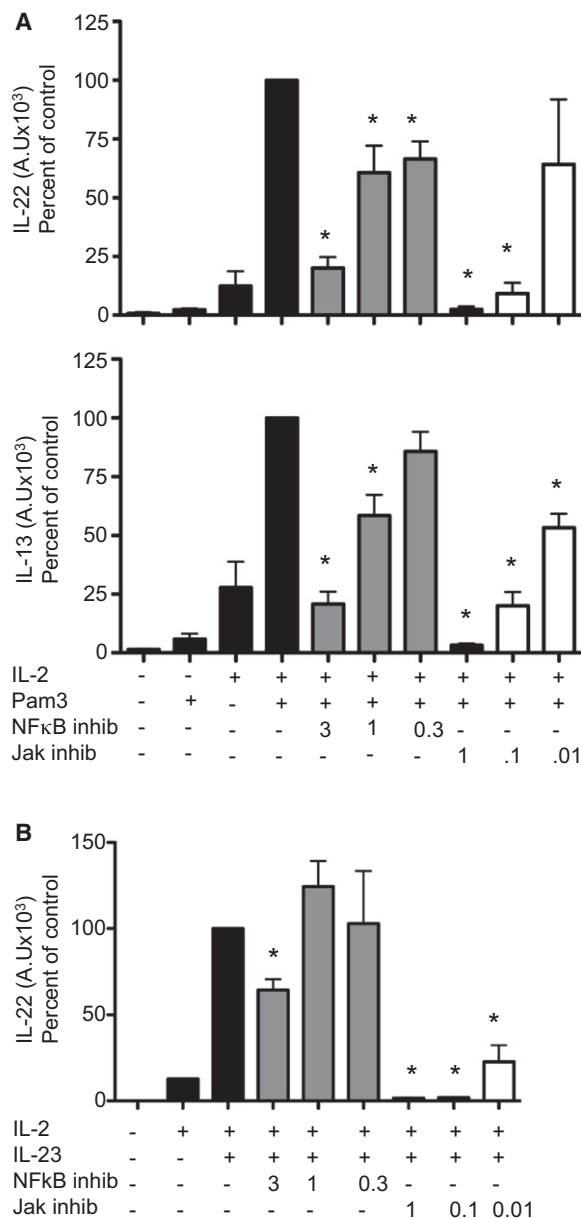 A
IL-22 (A.Ux10³)
Percent of control
125
100
75
50
25
0
* * * * *
IL-13 (A.Ux10³)
Percent of control
125
100
75
50
25
0
* * * * *
IL-2 - - + + + + + + + +
Pam3 - + - + + + + + + +
NFκB inhib - - - - 3 1 0.3 - - -
Jak inhib - - - - - - - 1 .1 .01
B
IL-22 (A.Ux10³)
Percent of control
150
100
50
0
* * * *
IL-2 - + + + + + + + +
IL-23 - - + + + + + + +
NFkB inhib - - - 3 1 0.3 - - -
Jak inhib - - - - - - 1 0.1 0.01